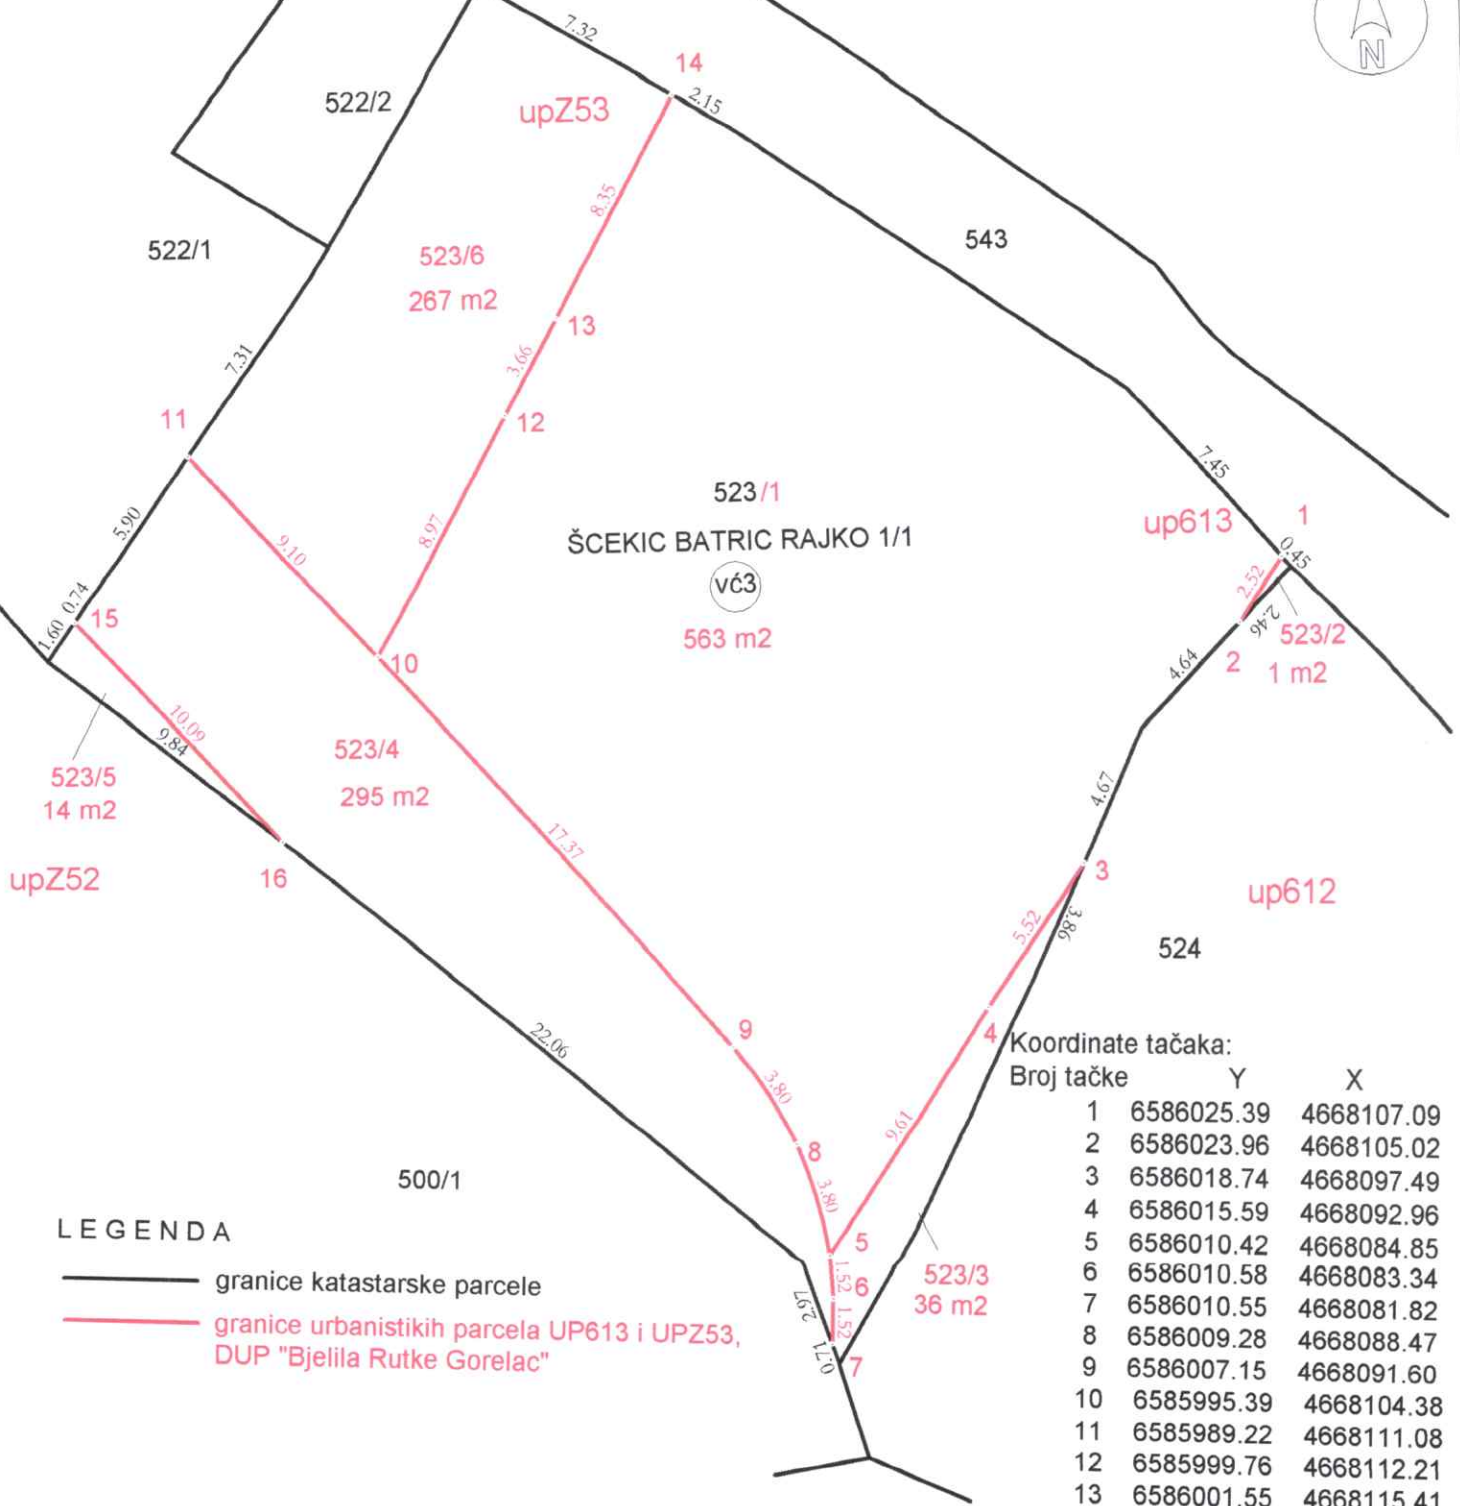 N
7.32
14
2.15
522/2
upZ53
8.35
543
522/1
523/6
267 m2
13
3.66
7.31
11
12
7.45
523/1
up613
1
5.90
8.97
ŠCEKIC BATRIC RAJKO 1/1
9.10
0.45
vć3
2.52
0.74
15
2.46
523/2
1.60
563 m2
10
2
1 m2
4.64
10.09
9.84
523/4
523/5
4.67
14 m2
295 m2
17.37
upZ52
16
3
up612
5.52
3.86
524
9
4
22.06
Koordinate tačaka:
Broj tačke Y X
3.80
1 6586025.39 4668107.09
9.61
2 6586023.96 4668105.02
8
500/1
3 6586018.74 4668097.49
3.80
4 6586015.59 4668092.96
LEGENDA
5
5 6586010.42 4668084.85
granice katastarske parcele
1.52
6
523/3
6 6586010.58 4668083.34
2.97
36 m2
7 6586010.55 4668081.82
granice urbanistikih parcela UP613 i UPZ53,
1.52
8 6586009.28 4668088.47
DUP "Bjelila Rutke Gorelac"
0.71
7
9 6586007.15 4668091.60
10 6585995.39 4668104.38
11 6585989.22 4668111.08
12 6585999.76 4668112.21
13 6586001.55 4668115.41